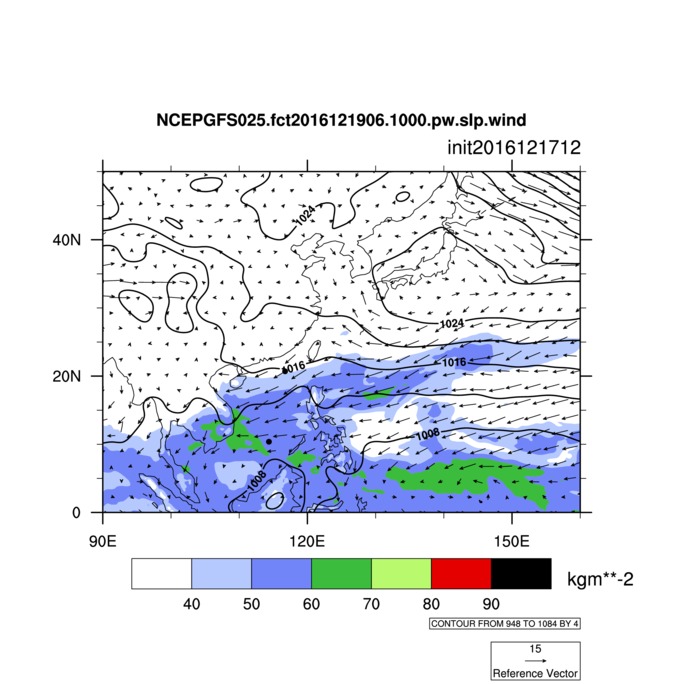 NCEPGFS025.fct2016121906.1000.pw.slp.wind
init2016121712
1024
40N
1024
1016
1016
20N
1008
1008
0
90E 120E 150E
kgm**-2
40 50 60 70 80 90
CONTOUR FROM 948 TO 1084 BY 4
15
Reference Vector